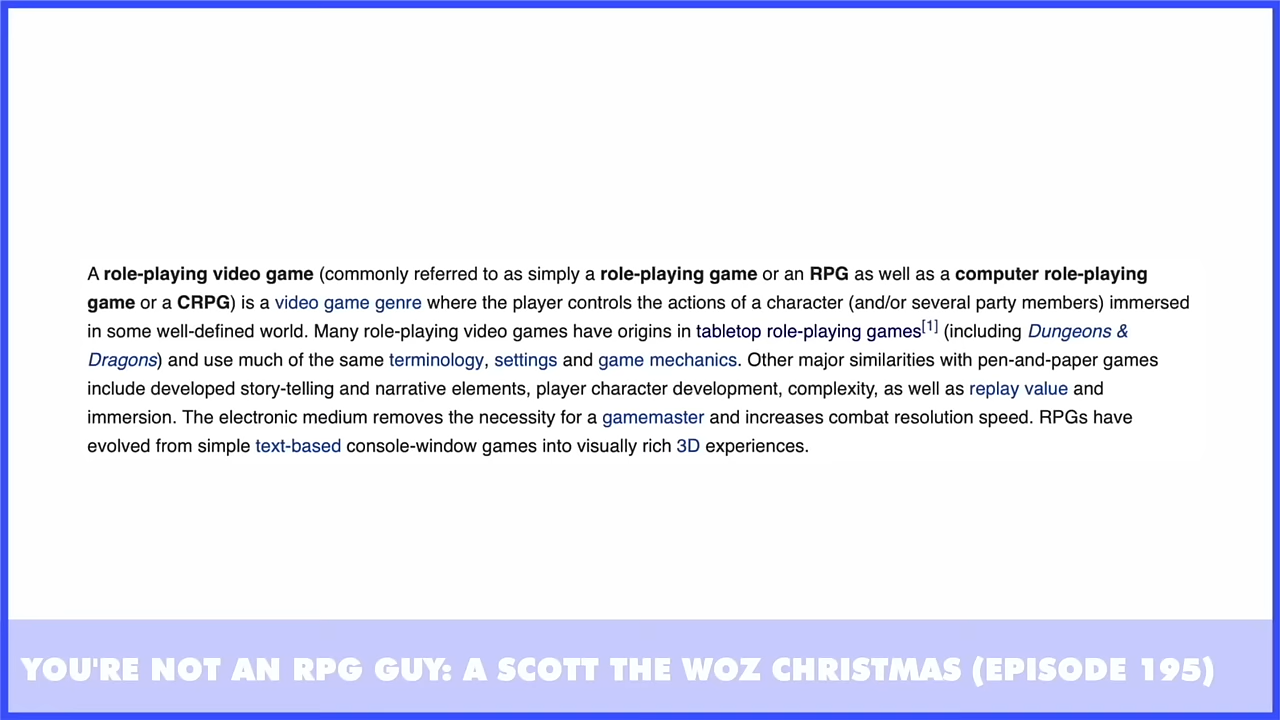 A role-playing video game (commonly referred to as simply a role-playing game or an RPG as well as a computer role-playing
game or a CRPG) is a video game genre where the player controls the actions of a character (and/or several party members) immersed
in some well-defined world. Many role-playing video games have origins in tabletop role-playing games[1] (including Dungeons &
Dragons) and use much of the same terminology, settings and game mechanics. Other major similarities with pen-and-paper games
include developed story-telling and narrative elements, player character development, complexity, as well as replay value and
immersion. The electronic medium removes the necessity for a gamemaster and increases combat resolution speed. RPGs have
evolved from simple text-based console-window games into visually rich 3D experiences.
YOU'RE NOT AN RPG GUY: A SCOTT THE WOZ CHRISTMAS (EPISODE 195)